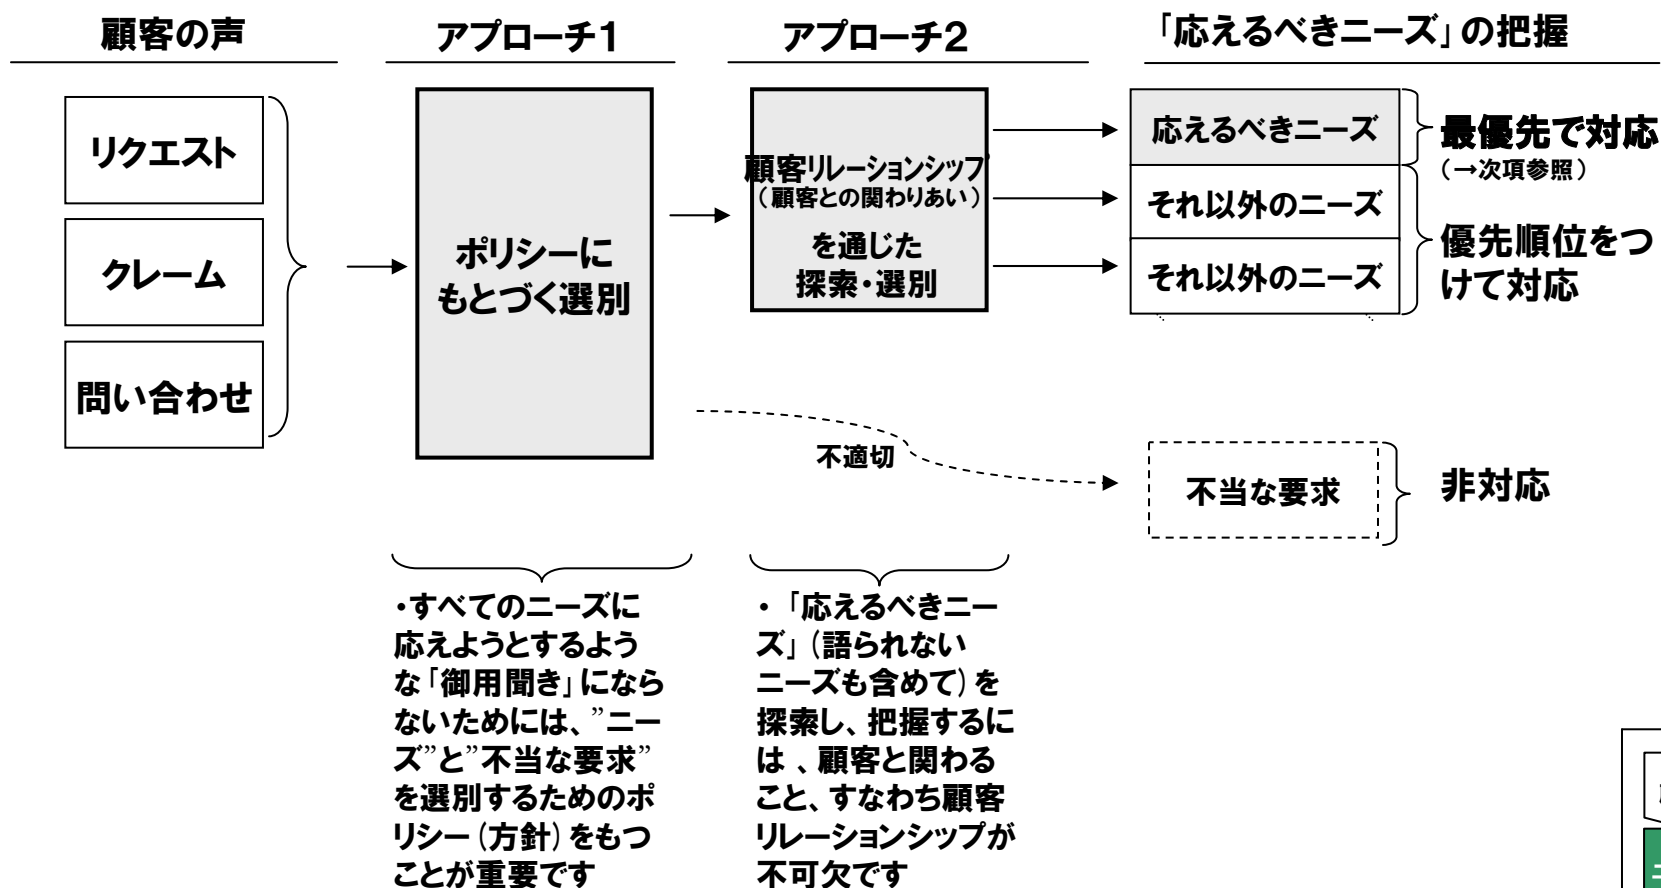 顧客の声
アプローチ1
アプローチ2
「応えるべきニーズ」の把握
リクエスト
クレーム
問い合わせ
ポリシーに
もとづく選別
顧客リレーションシップ
（顧客との関わりあい）
を通じた
探索・選別
応えるべきニーズ
それ以外のニーズ
それ以外のニーズ
最優先で対応
（→次項参照）
優先順位をつ
けて対応
不適切
不当な要求
非対応
・すべてのニーズに
応えようとするよう
な「御用聞き」になら
ないためには、”ニー
ズ”と”不当な要求”
を選別するためのポ
リシー（方針）をもつ
ことが重要です
・「応えるべきニー
ズ」（語られない
ニーズも含めて）を
探索し、把握するに
は、顧客と関わる
こと、すなわち顧客
リレーションシップが
不可欠です